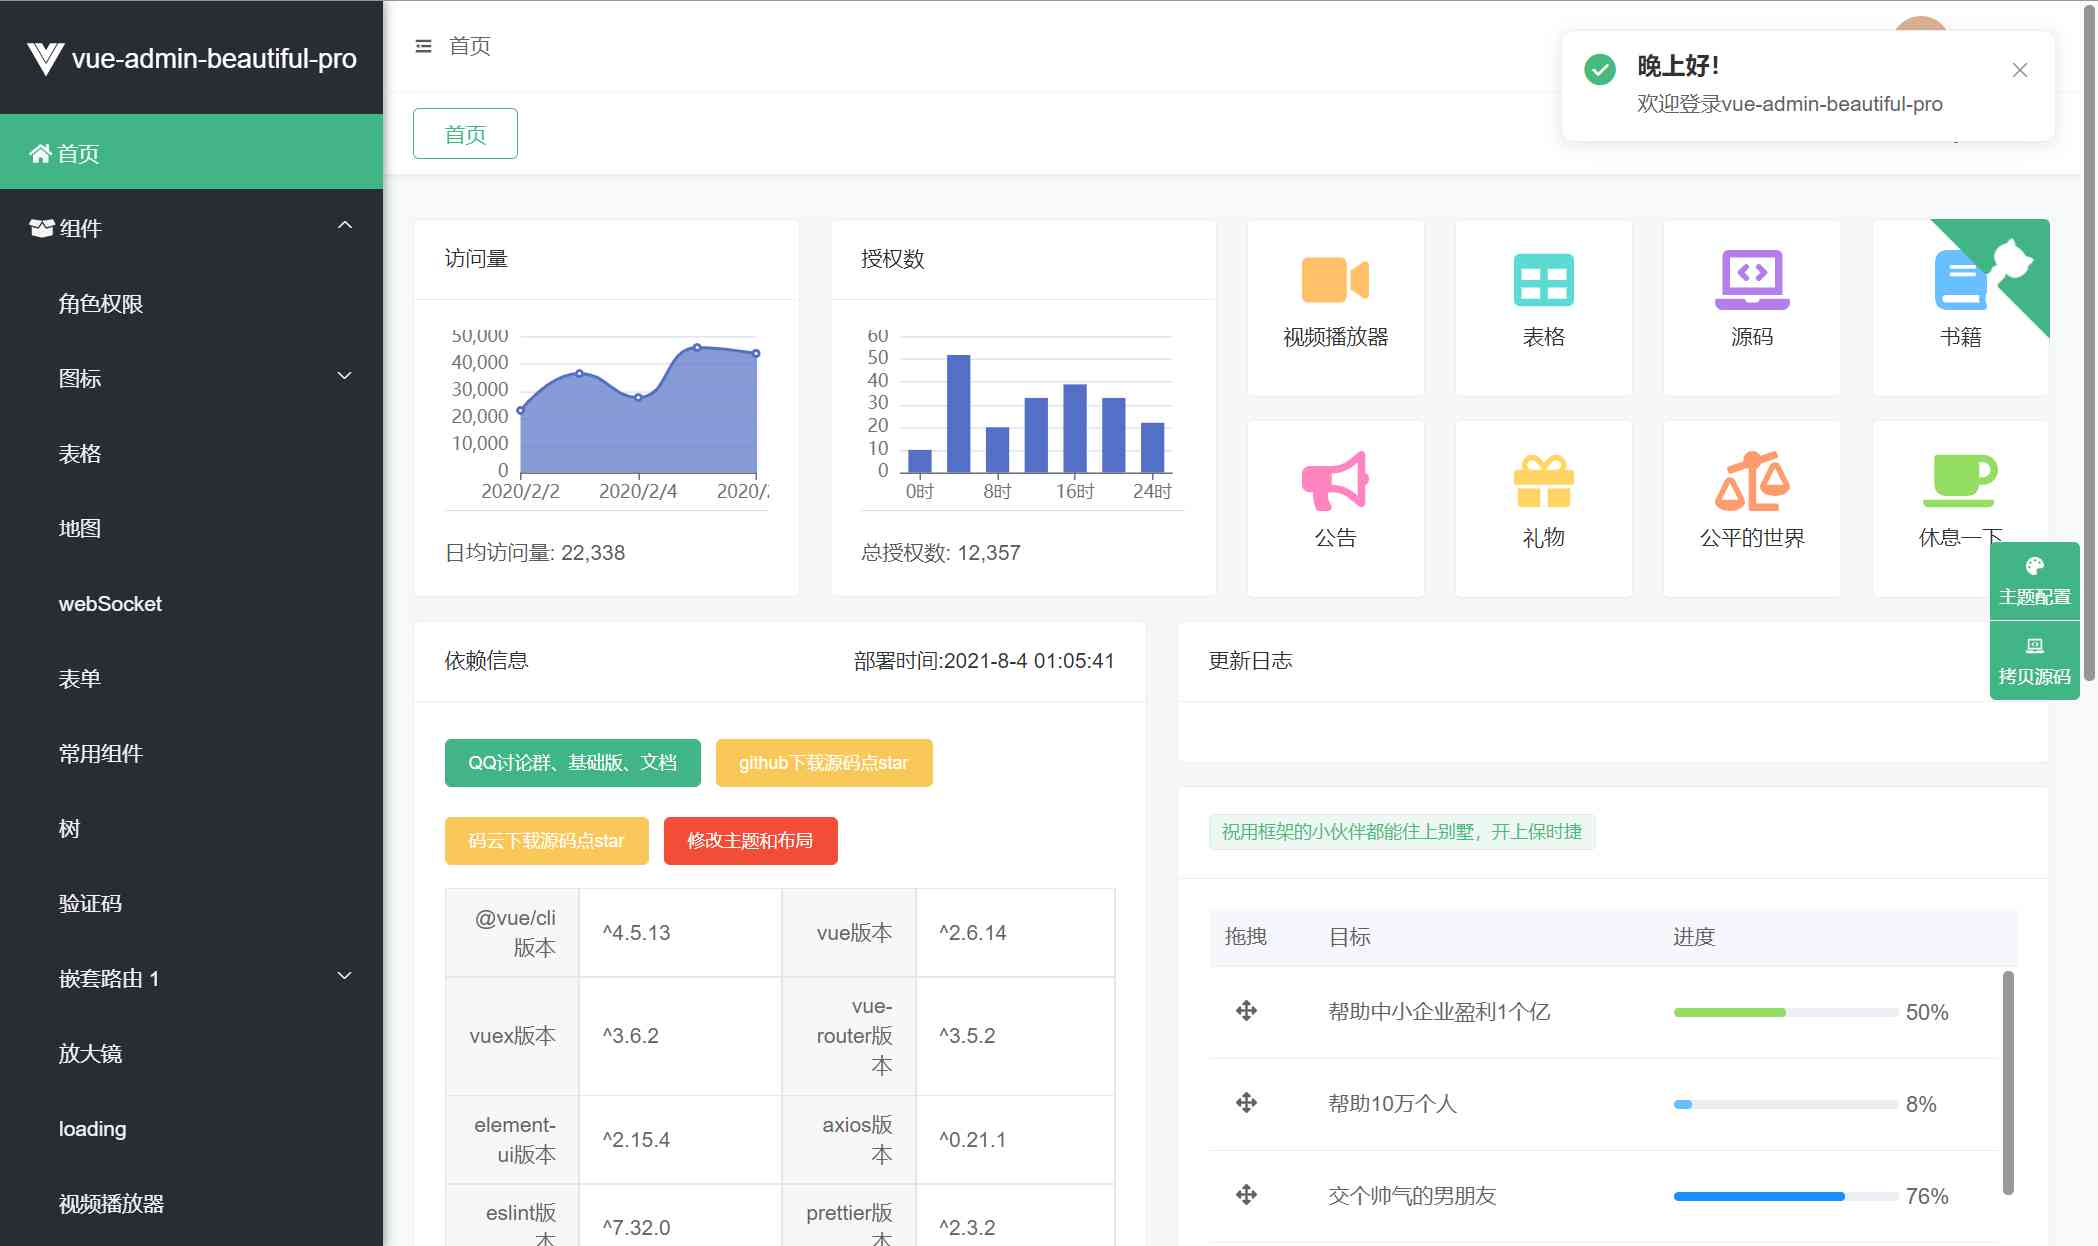 vue-admin-beautiful-pro
首页
组件
角色权限
图标
表格
地图
webSocket
表单
常用组件
树
验证码
嵌套路由 1
放大镜
loading
视频播放器
首页
首页
晚上好！
欢迎登录vue-admin-beautiful-pro
访问量
50,000
40,000
30,000
20,000
10,000
0
2020/2/2
2020/2/4
2020/
日均访问量: 22,338
授权数
60
50
40
30
20
10
0
0时
8时
16时
24时
总授权数: 12,357
视频播放器
表格
源码
书籍
公告
礼物
公平的世界
休息一下
主题配置
拷贝源码
依赖信息
部署时间:2021-8-4 01:05:41
QQ讨论群、基础版、文档
github下载源码点star
码云下载源码点star
修改主题和布局
@vue/cli
版本
^4.5.13
vue版本
^2.6.14
vuex版本
^3.6.2
vue-
router版
本
^3.5.2
element-
ui版本
^2.15.4
axios版
本
^0.21.1
eslint版
本
^7.32.0
prettier版
本
^2.3.2
更新日志
祝用框架的小伙伴都能住上别墅，开上保时捷
拖拽
目标
进度
帮助中小企业盈利1个亿
50%
帮助10万个人
8%
交个帅气的男朋友
76%